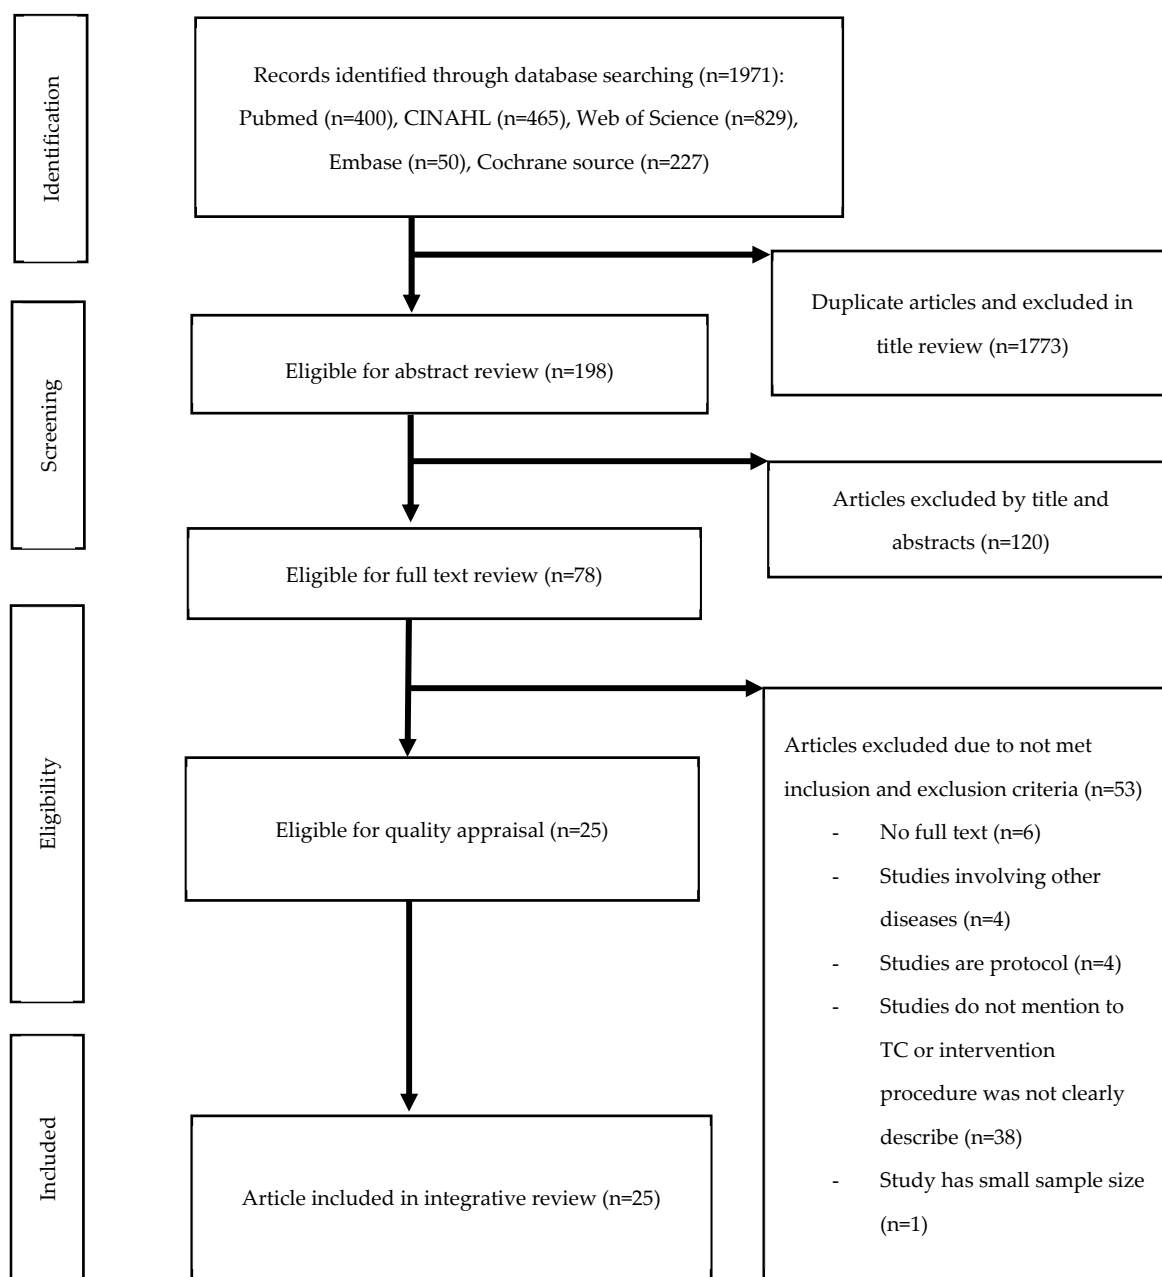 Identification
Records identified through database searching (n=1971):
Pubmed (n=400), CINAHL (n=465), Web of Science (n=829),
Embase (n=50), Cochrane source (n=227)
Duplicate articles and excluded in
title review (n=1773)
Screening
Eligible for abstract review (n=198)
Articles excluded by title and
abstracts (n=120)
Eligible for full text review (n=78)
Eligibility
Articles excluded due to not met
inclusion and exclusion criteria (n=53)
- No full text (n=6)
- Studies involving other
diseases (n=4)
- Studies are protocol (n=4)
- Studies do not mention to
TC or intervention
procedure was not clearly
describe (n=38)
- Study has small sample size
(n=1)
Eligible for quality appraisal (n=25)
Included
Article included in integrative review (n=25)